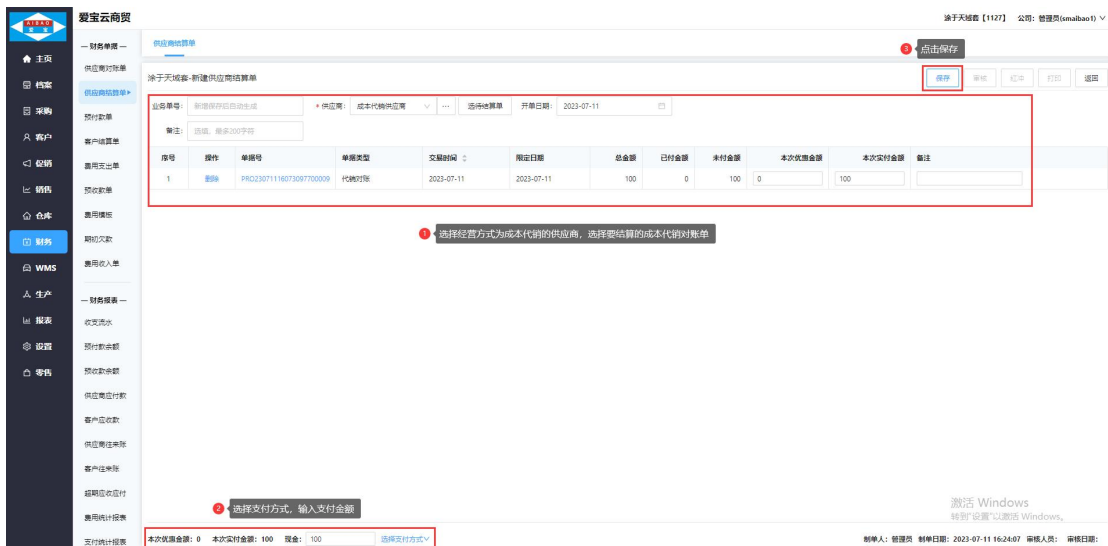 AIBAO
爱宝
爱宝云商贸
涂于天域套【1127】 公司: 管理员(smaibao1)
主页
档案
采购
客户
促销
销售
仓库
财务
WMS
生产
报表
设置
零售
— 财务单据 —
供应商对账单
供应商结算单
预付款单
客户结算单
费用支出单
预收款单
费用模板
期初欠款
费用收入单
— 财务报表 —
收支流水
预付款余额
预收款余额
供应商应付款
客户应收款
供应商往来账
客户往来账
超期应收应付
费用统计报表
支付统计报表
供应商结算单
3 点击保存
涂于天域套-新建供应商结算单
保存 审核 红冲 打印 返回
业务单号: 新增保存后自动生成 * 供应商: 成本代销供应商 ··· 选待结算单 开单日期: 2023-07-11
备注: 选填, 最多200字符
序号 操作 单据号 单据类型 交易时间 限定日期 总金额 已付金额 未付金额 本次优惠金额 本次实付金额 备注
1 删除 PRO23071116073097700009 代销对账 2023-07-11 2023-07-11 100 0 100 0 100
1 选择经营方式为成本代销的供应商，选择要结算的成本代销对账单
2 选择支付方式，输入支付金额
激活 Windows
转到"设置"以激活 Windows。
本次优惠金额: 0 本次实付金额: 100 现金: 100 选择支付方式
制单人: 管理员 制单日期: 2023-07-11 16:24:07 审核人员: 审核日期: